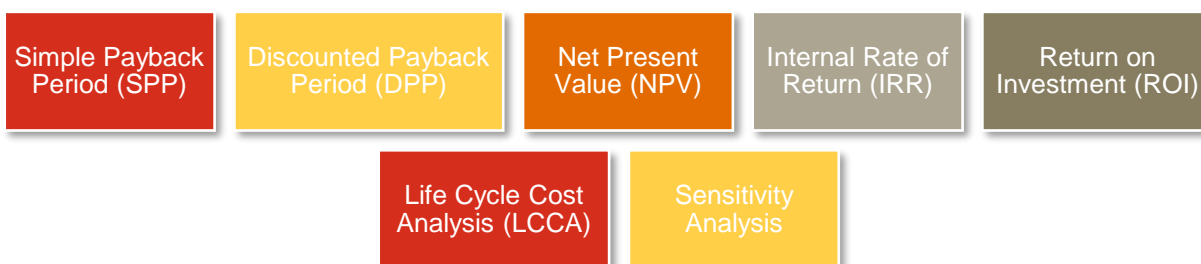 Simple Payback
Period (SPP)
Discounted Payback
Period (DPP)
Net Present
Value (NPV)
Internal Rate of
Return (IRR)
Return on
Investment (ROI)
Life Cycle Cost
Analysis (LCCA)
Sensitivity
Analysis